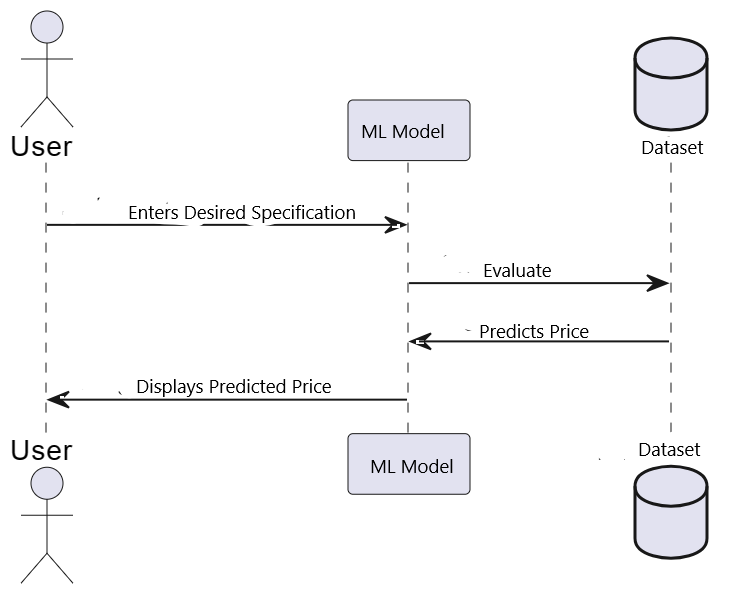 User
ML Model
Dataset
Enters Desired Specification
Evaluate
Predicts Price
Displays Predicted Price
User
ML Model
Dataset